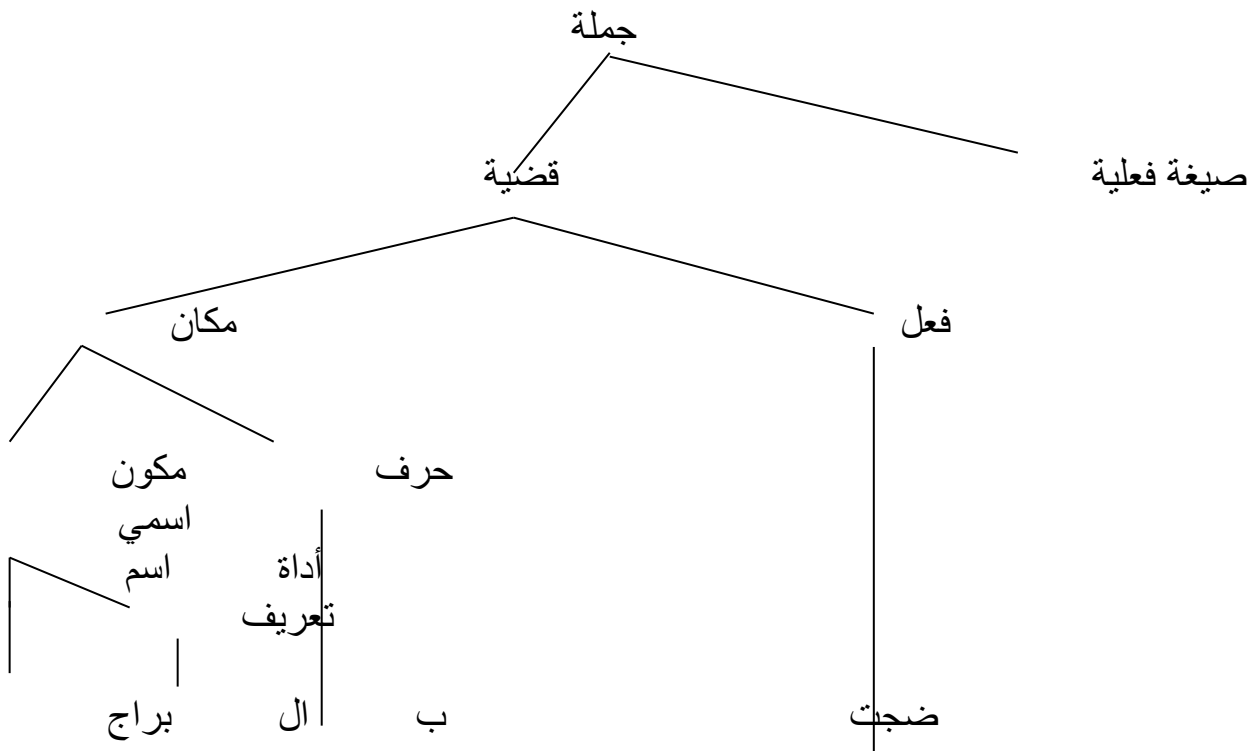 جملة
صيغة فعلية
قضية
فعل
مكان
حرف
مكون
اسمي
أداة
تعريف
اسم
ضجت
ب
ال
براج